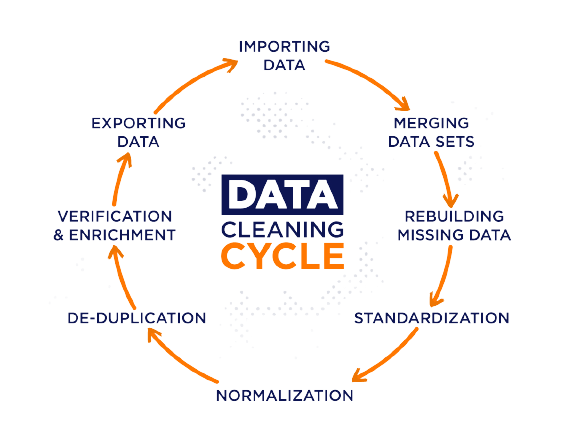 IMPORTING
DATA
MERGING
DATA SETS
REBUILDING
MISSING DATA
STANDARDIZATION
NORMALIZATION
DE-DUPLICATION
VERIFICATION
& ENRICHMENT
EXPORTING
DATA
DATA
CLEANING
CYCLE